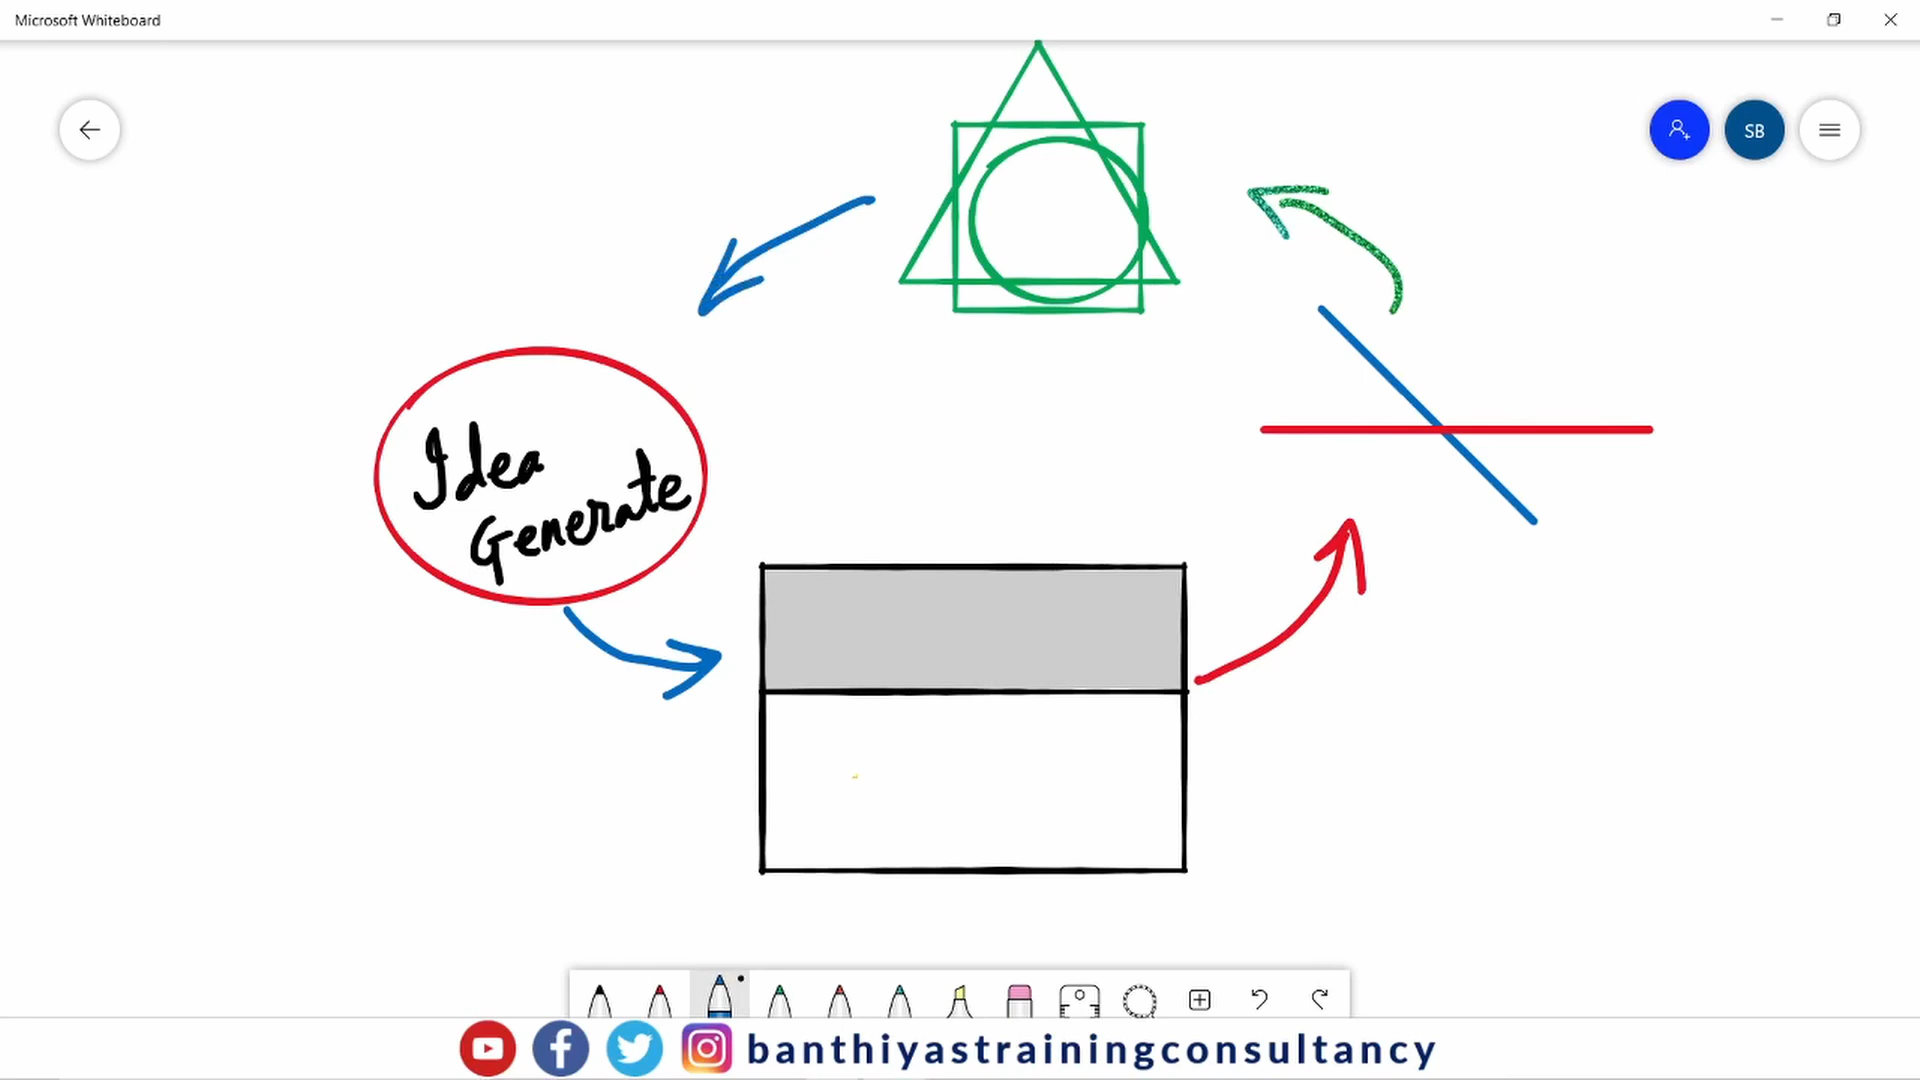 Microsoft Whiteboard
SB
Idea
Generate
banthiyastrainingconsultancy